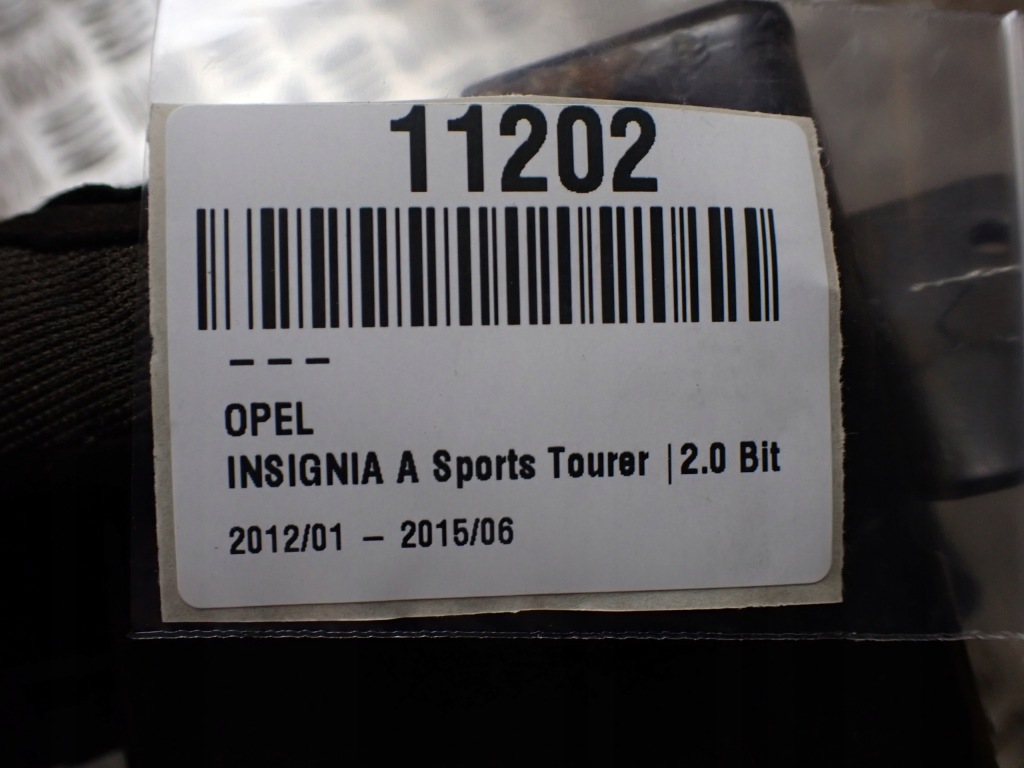 11202
– – –
OPEL
INSIGNIA A Sports Tourer |2.0 Bit
2012/01 – 2015/06